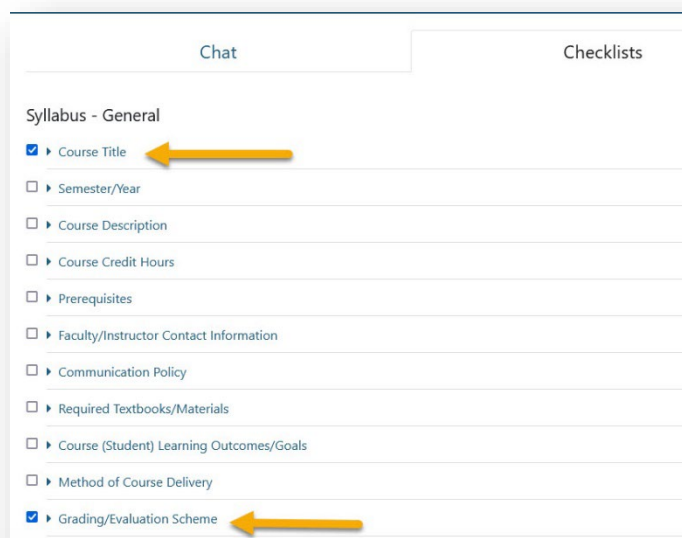 Chat
Checklists
Syllabus - General
Course Title
Semester/Year
Course Description
Course Credit Hours
Prerequisites
Faculty/Instructor Contact Information
Communication Policy
Required Textbooks/Materials
Course (Student) Learning Outcomes/Goals
Method of Course Delivery
Grading/Evaluation Scheme